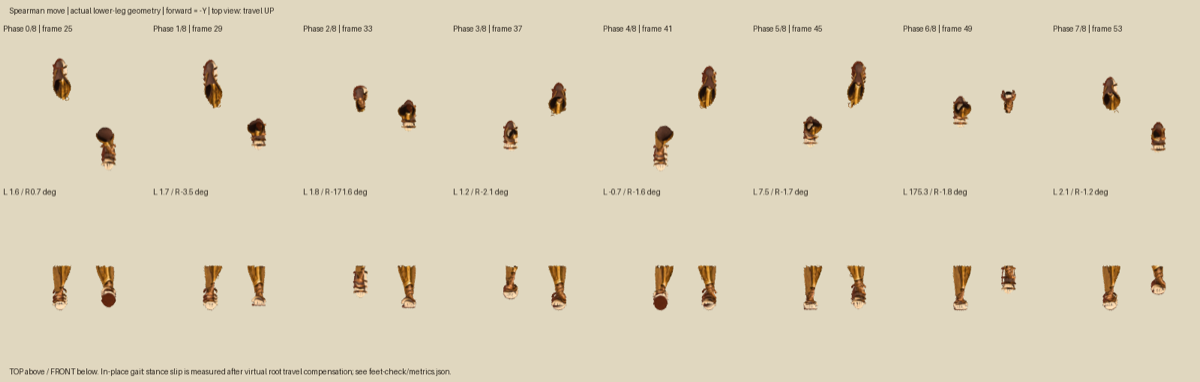 Spearman move | actual lower-leg geometry | forward = -Y | top view: travel UP
Phase 0/8 | frame 25
Phase 1/8 | frame 29
Phase 2/8 | frame 33
Phase 3/8 | frame 37
Phase 4/8 | frame 41
Phase 5/8 | frame 45
Phase 6/8 | frame 49
Phase 7/8 | frame 53
L 1.6 / R 0.7 deg
L 1.7 / R -3.5 deg
L 1.8 / R -171.6 deg
L 1.2 / R -2.1 deg
L -0.7 / R -1.6 deg
L 7.5 / R -1.7 deg
L 175.3 / R -1.8 deg
L 2.1 / R -1.2 deg
TOP above / FRONT below. In-place gait: stance slip is measured after virtual root travel compensation; see feet-check/metrics.json.